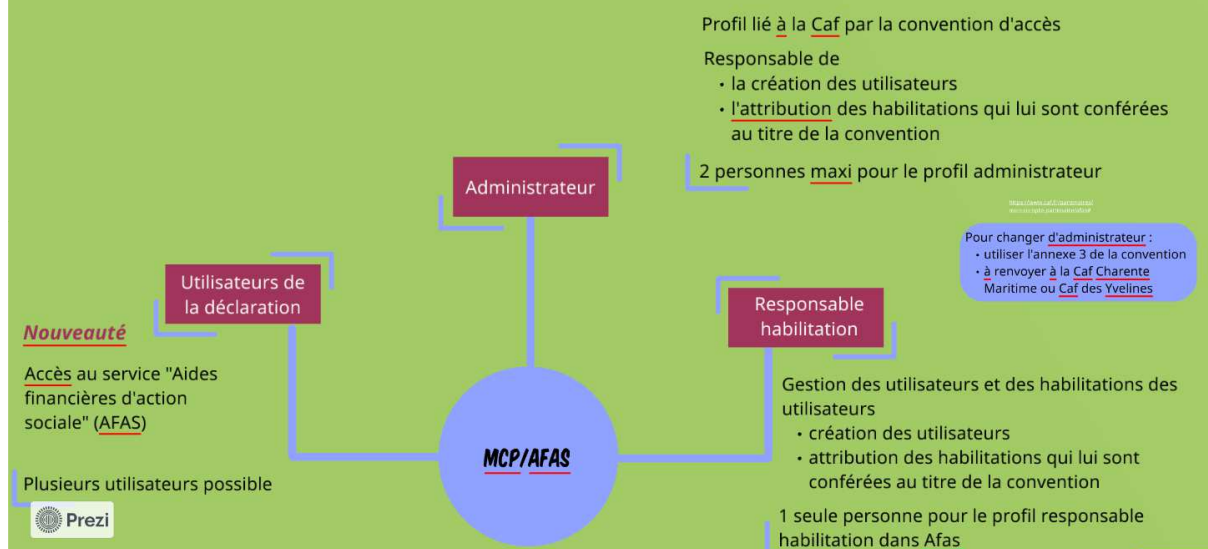 Profil lié à la Caf par la convention d'accès
Responsable de
• la création des utilisateurs
• l'attribution des habilitations qui lui sont conférées
au titre de la convention
2 personnes maxi pour le profil administrateur
Administrateur
Pour changer d'administrateur :
• utiliser l'annexe 3 de la convention
• à renvoyer à la Caf Charente
Maritime ou Caf des Yvelines
Utilisateurs de
la déclaration
Nouveauté
Accès au service "Aides
financières d'action
sociale" (AFAS)
Plusieurs utilisateurs possible
Responsable
habilitation
Gestion des utilisateurs et des habilitations des
utilisateurs
• création des utilisateurs
• attribution des habilitations qui lui sont
conférées au titre de la convention
1 seule personne pour le profil responsable
habilitation dans Afas
MCP/AFAS
Prezi